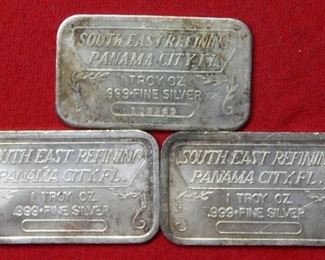 SOUTH EAST REFINING
PANAMA CITY, FL.
1 TROY OZ.
.999+FINE SILVER
SOUTH EAST REFINING
PANAMA CITY, FL.
1 TROY OZ.
.999+FINE SILVER
SOUTH EAST REFINING
PANAMA CITY, FL.
1 TROY OZ.
.999+FINE SILVER